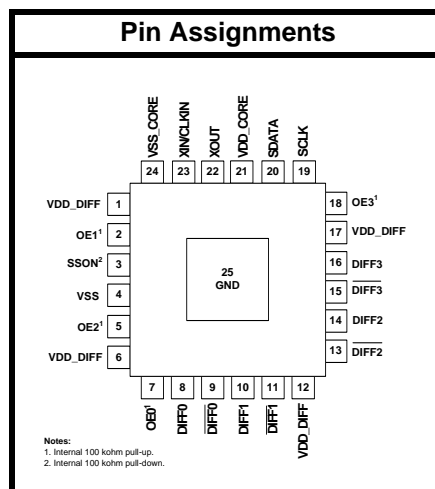 Pin Assignments
VSS_CORE
XIN/CLKIN
XOUT
VDD_CORE
SDATA
SCLK
24
23
22
21
20
19
VDD_DIFF 1
OE1¹ 2
SSON² 3
VSS 4
OE2¹ 5
VDD_DIFF 6
25
GND
18 OE3¹
17 VDD_DIFF
16 DIFF3
15 DIFF3
14 DIFF2
13 DIFF2
7
8
9
10
11
12
OE0¹
DIFF0
DIFF0
DIFF1
DIFF1
VDD_DIFF
Notes:
1. Internal 100 kohm pull-up.
2. Internal 100 kohm pull-down.